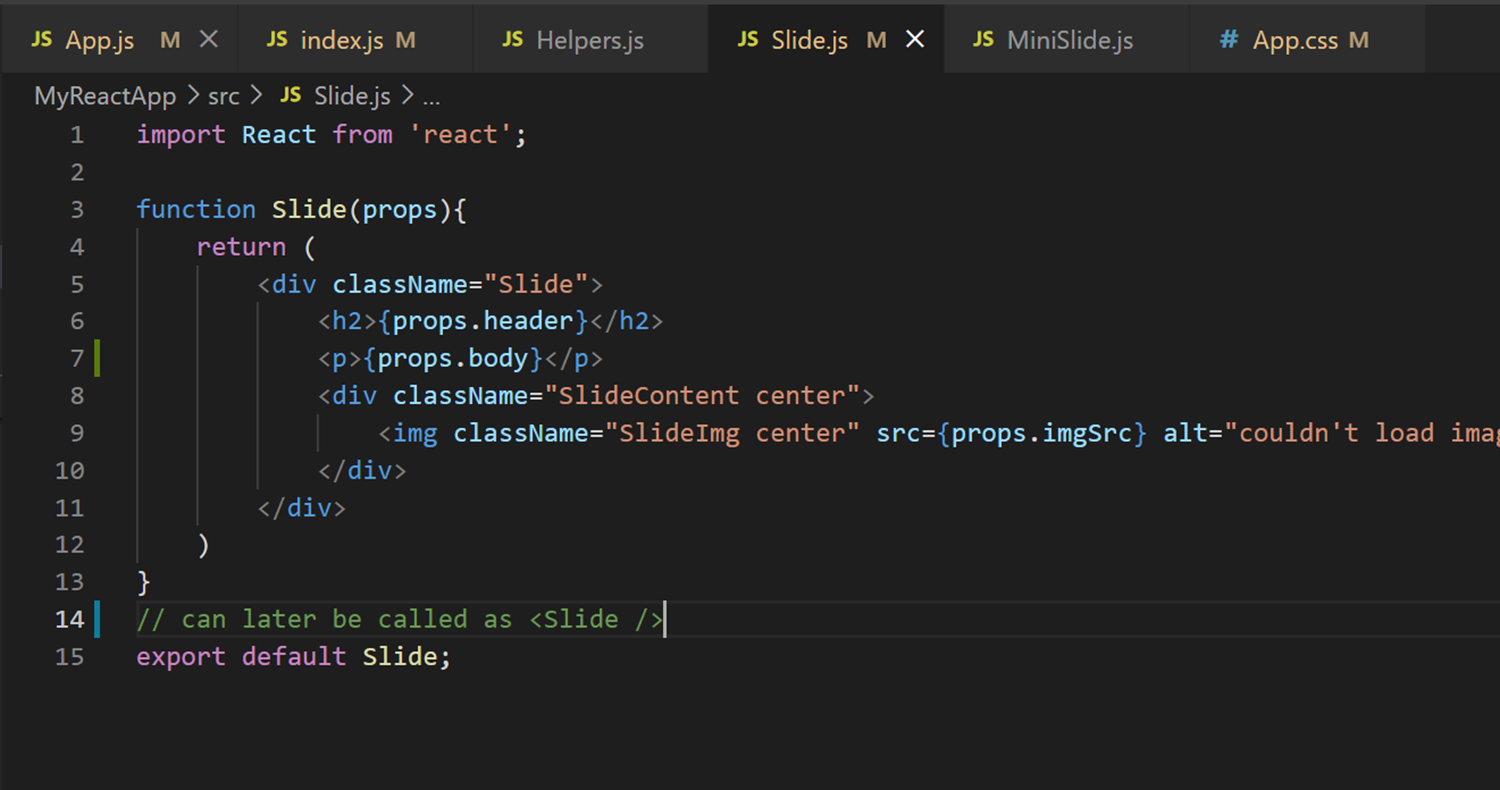 JS App.js M × JS index.js M JS Helpers.js JS Slide.js M × JS MiniSlide.js # App.css M
MyReactApp > src > JS Slide.js > ...
1 import React from 'react';
2
3 function Slide(props){
4     return (
5         <div className="Slide">
6             <h2>{props.header}</h2>
7             <p>{props.body}</p>
8             <div className="SlideContent center">
9                 <img className="SlideImg center" src={props.imgSrc} alt="couldn't load imag
10             </div>
11         </div>
12     )
13 }
14 // can later be called as <Slide />
15 export default Slide;